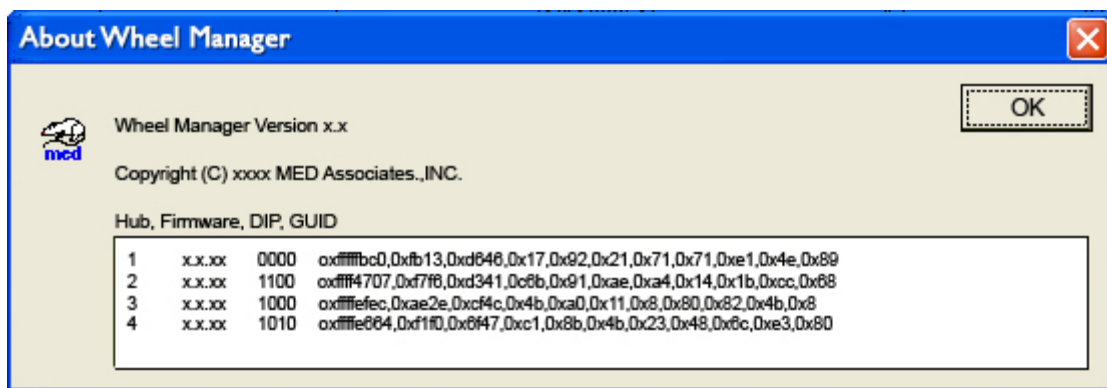 About Wheel Manager
OK
med
Wheel Manager Version x.x
Copyright (C) xxxx MED Associates.,INC.
Hub, Firmware, DIP, GUID
1 x.x.xx 0000 oxfffffbc0,0xfb13,0xd646,0x17,0x92,0x21,0x71,0x71,0xe1,0x4e,0x89
2 x.x.xx 1100 oxffff4707,0xf7f6,0xd341,0c6b,0x91,0xae,0xa4,0x14,0x1b,0xcc,0x68
3 x.x.xx 1000 oxffffefec,0xae2e,0xcf4c,0x4b,0xa0,0x11,0x8,0x80,0x82,0x4b,0x8
4 x.x.xx 1010 oxffffe664,0xf1f0,0x6f47,0xc1,0x8b,0x4b,0x23,0x48,0x6c,0xe3,0x80